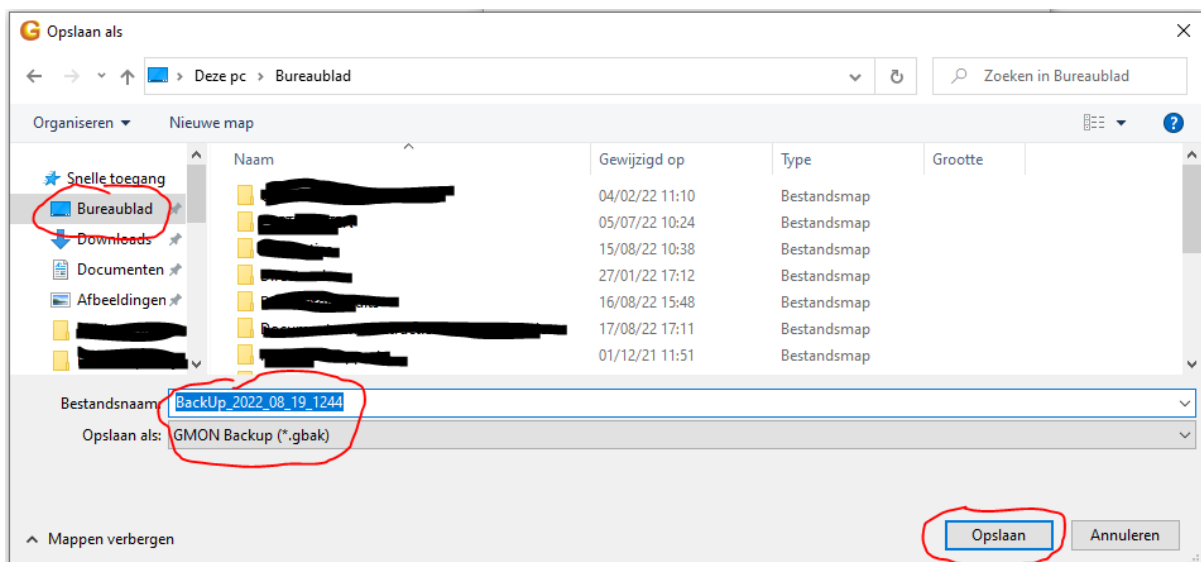 Opslaan als
Deze pc > Bureaublad
Zoeken in Bureaublad
Organiseren Nieuwe map
Naam Gewijzigd op Type Grootte
Snelle toegang
Bureaublad
Downloads
Documenten
Afbeeldingen
04/02/22 11:10 Bestandsmap
05/07/22 10:24 Bestandsmap
15/08/22 10:38 Bestandsmap
27/01/22 17:12 Bestandsmap
16/08/22 15:48 Bestandsmap
17/08/22 17:11 Bestandsmap
01/12/21 11:51 Bestandsmap
Bestandsnaam: BackUp_2022_08_19_1244
Opslaan als: GMON Backup (*.gbak)
Mappen verbergen
Opslaan Annuleren